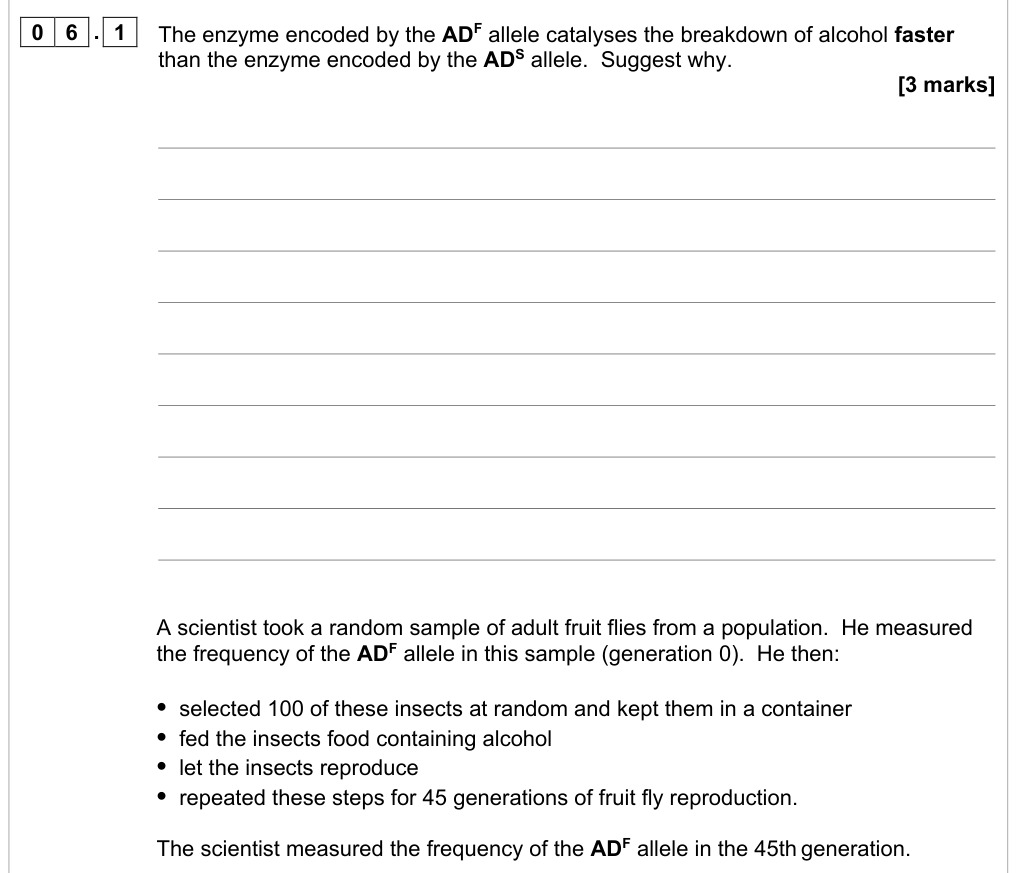 0 6 . 1 The enzyme encoded by the ADF allele catalyses the breakdown of alcohol faster
than the enzyme encoded by the ADS allele. Suggest why.
[3 marks]
A scientist took a random sample of adult fruit flies from a population. He measured
the frequency of the ADF allele in this sample (generation 0). He then:
• selected 100 of these insects at random and kept them in a container
• fed the insects food containing alcohol
• let the insects reproduce
• repeated these steps for 45 generations of fruit fly reproduction.
The scientist measured the frequency of the ADF allele in the 45th generation.